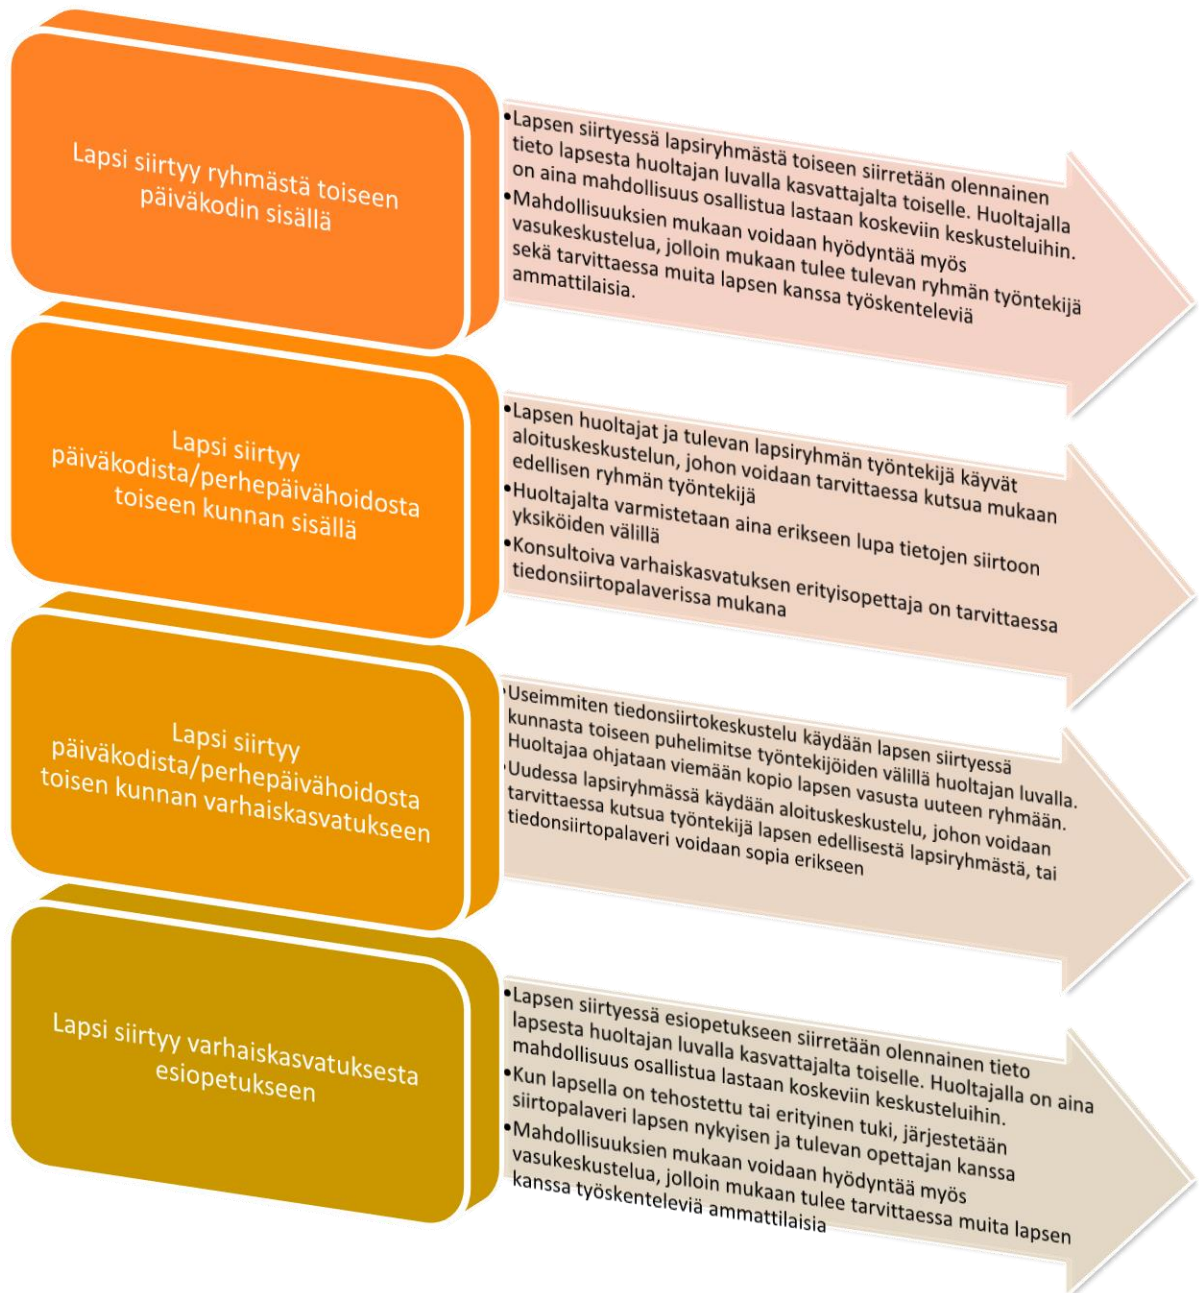 Lapsi siirtyy ryhmästä toiseen
päiväkodin sisällä
•Lapsen siirtyessä lapsiryhmästä toiseen siirretään olennainen
tieto lapsesta huoltajan luvalla kasvattajalta toiselle. Huoltajalla
on aina mahdollisuus osallistua lastaan koskeviin keskusteluihin.
•Mahdollisuuksien mukaan voidaan hyödyntää myös
vasukeskustelua, jolloin mukaan tulee tulevan ryhmän työntekijä
sekä tarvittaessa muita lapsen kanssa työskenteleviä
ammattilaisia.
Lapsi siirtyy
päiväkodista/perhepäivähoidosta
toiseen kunnan sisällä
•Lapsen huoltajat ja tulevan lapsiryhmän työntekijä käyvät
aloituskeskustelun, johon voidaan tarvittaessa kutsua mukaan
edellisen ryhmän työntekijä
•Huoltajalta varmistetaan aina erikseen lupa tietojen siirtoon
yksiköiden välillä
•Konsultoiva varhaiskasvatuksen erityisopettaja on tarvittaessa
tiedonsiirtopalaverissa mukana
Lapsi siirtyy
päiväkodista/perhepäivähoidosta
toisen kunnan varhaiskasvatukseen
•Useimmiten tiedonsiirtokeskustelu käydään lapsen siirtyessä
kunnasta toiseen puhelimitse työntekijöiden välillä huoltajan luvalla.
Huoltajaa ohjataan viemään kopio lapsen vasusta uuteen ryhmään.
•Uudessa lapsiryhmässä käydään aloituskeskustelu, johon voidaan
tarvittaessa kutsua työntekijä lapsen edellisestä lapsiryhmästä, tai
tiedonsiirtopalaveri voidaan sopia erikseen
Lapsi siirtyy varhaiskasvatuksesta
esiopetukseen
•Lapsen siirtyessä esiopetukseen siirretään olennainen tieto
lapsesta huoltajan luvalla kasvattajalta toiselle. Huoltajalla on aina
mahdollisuus osallistua lastaan koskeviin keskusteluihin.
•Kun lapsella on tehostettu tai erityinen tuki, järjestetään
siirtopalaveri lapsen nykyisen ja tulevan opettajan kanssa
•Mahdollisuuksien mukaan voidaan hyödyntää myös
vasukeskustelua, jolloin mukaan tulee tarvittaessa muita lapsen
kanssa työskenteleviä ammattilaisia